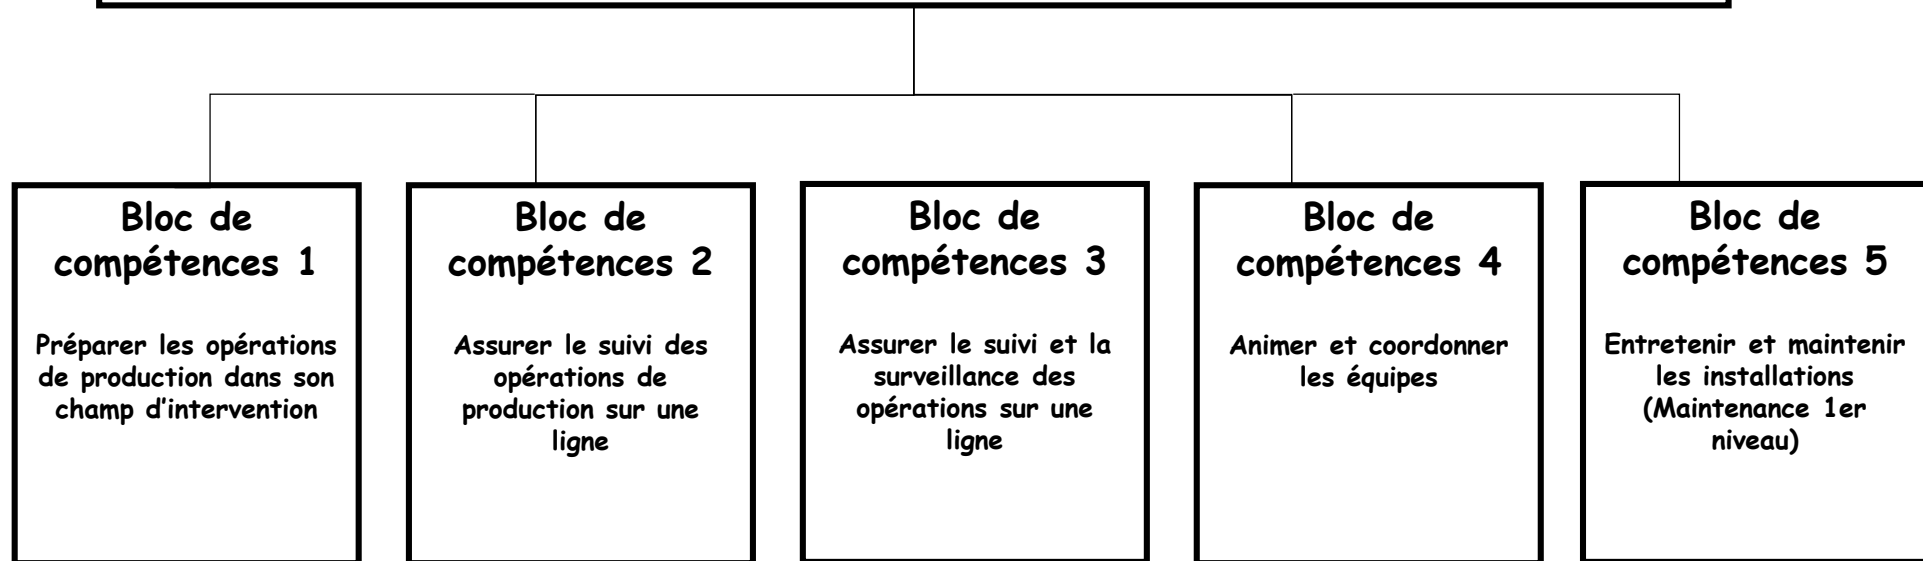 Bloc de
compétences 1
Préparer les opérations
de production dans son
champ d'intervention
Bloc de
compétences 2
Assurer le suivi des
opérations de
production sur une
ligne
Bloc de
compétences 3
Assurer le suivi et la
surveillance des
opérations sur une
ligne
Bloc de
compétences 4
Animer et coordonner
les équipes
Bloc de
compétences 5
Entretenir et maintenir
les installations
(Maintenance 1er
niveau)